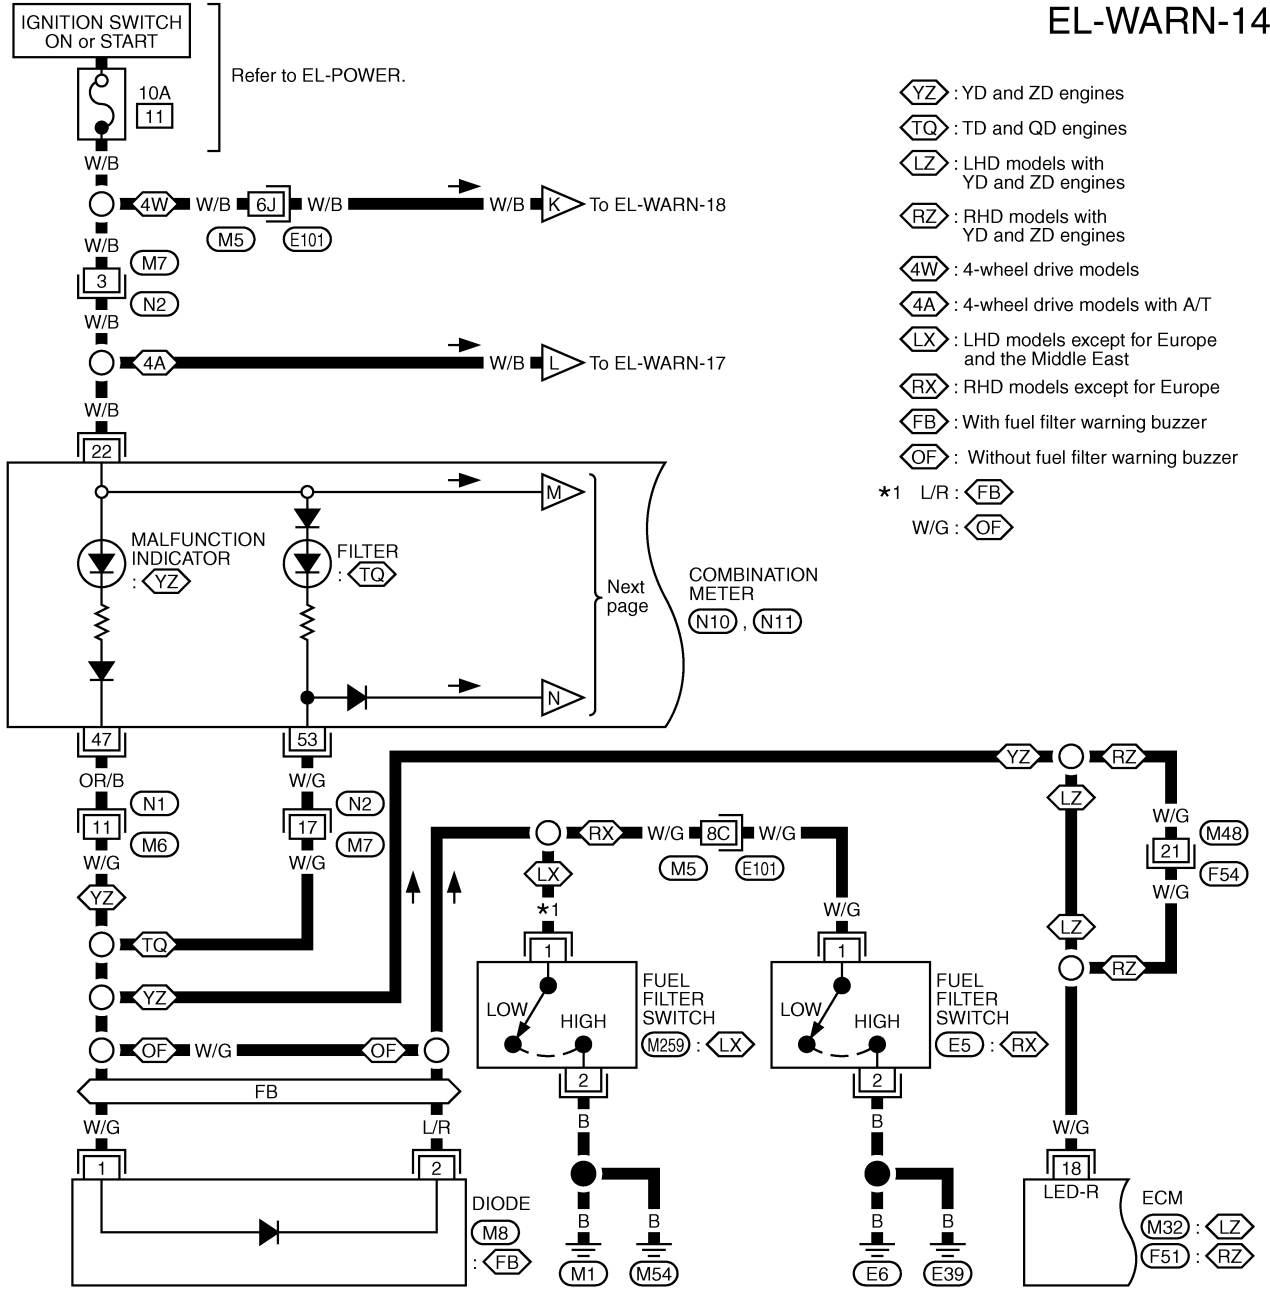 EL-WARN-14
IGNITION SWITCH
ON or START
Refer to EL-POWER.
10A
11
W/B
4W
W/B
6J
W/B
W/B
K
To EL-WARN-18
M5
E101
W/B
M7
3
N2
W/B
4A
W/B
L
To EL-WARN-17
W/B
22
YZ : YD and ZD engines
TQ : TD and QD engines
LZ : LHD models with
YD and ZD engines
RZ : RHD models with
YD and ZD engines
4W : 4-wheel drive models
4A : 4-wheel drive models with A/T
LX : LHD models except for Europe
and the Middle East
RX : RHD models except for Europe
FB : With fuel filter warning buzzer
OF : Without fuel filter warning buzzer
*1 L/R : FB
W/G : OF
M
MALFUNCTION
INDICATOR
: YZ
FILTER
: TQ
Next
page
N
COMBINATION
METER
N10 , N11
47
53
OR/B
W/G
N1
11
M6
N2
17
M7
W/G
W/G
YZ
TQ
YZ
OF
W/G
OF
FB
W/G
L/R
1
2
DIODE
M8
: FB
RX
W/G
8C
W/G
M5
E101
LX
*1
W/G
1
LOW
HIGH
2
FUEL
FILTER
SWITCH
M259 : LX
B
B
B
M1
M54
1
LOW
HIGH
2
FUEL
FILTER
SWITCH
E5 : RX
B
B
B
E6
E39
YZ
RZ
LZ
W/G
M48
21
F54
W/G
LZ
RZ
W/G
18
LED-R
ECM
M32 : LZ
F51 : RZ